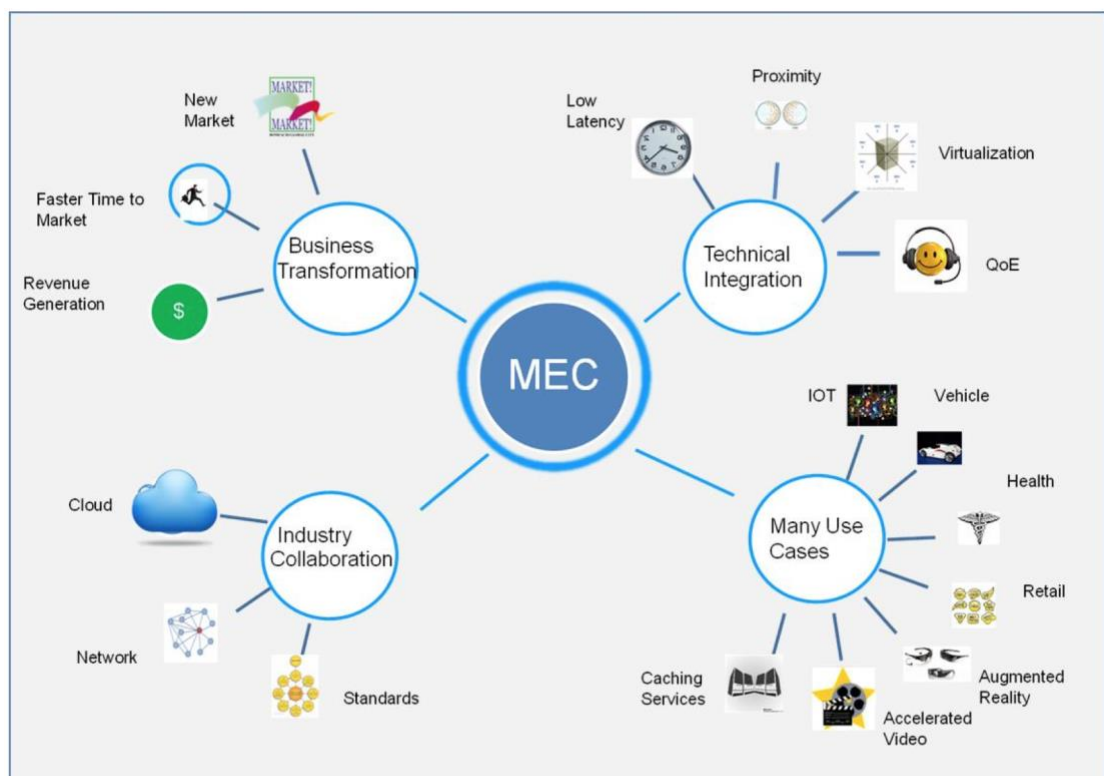 New
Market
MARKET!
MARKET!
Faster Time to
Market
Revenue
Generation
$
Business
Transformation
Proximity
Low
Latency
Virtualization
QoE
Technical
Integration
MEC
Cloud
Network
Standards
Industry
Collaboration
IOT
Vehicle
Health
Retail
Augmented
Reality
Accelerated
Video
Caching
Services
Many Use
Cases